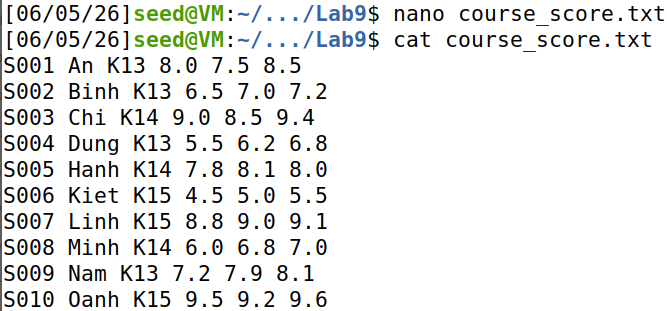 [06/05/26]seed@VM:~/.../Lab9$ nano course_score.txt
[06/05/26]seed@VM:~/.../Lab9$ cat course_score.txt
S001 An K13 8.0 7.5 8.5
S002 Binh K13 6.5 7.0 7.2
S003 Chi K14 9.0 8.5 9.4
S004 Dung K13 5.5 6.2 6.8
S005 Hanh K14 7.8 8.1 8.0
S006 Kiet K15 4.5 5.0 5.5
S007 Linh K15 8.8 9.0 9.1
S008 Minh K14 6.0 6.8 7.0
S009 Nam K13 7.2 7.9 8.1
S010 Oanh K15 9.5 9.2 9.6